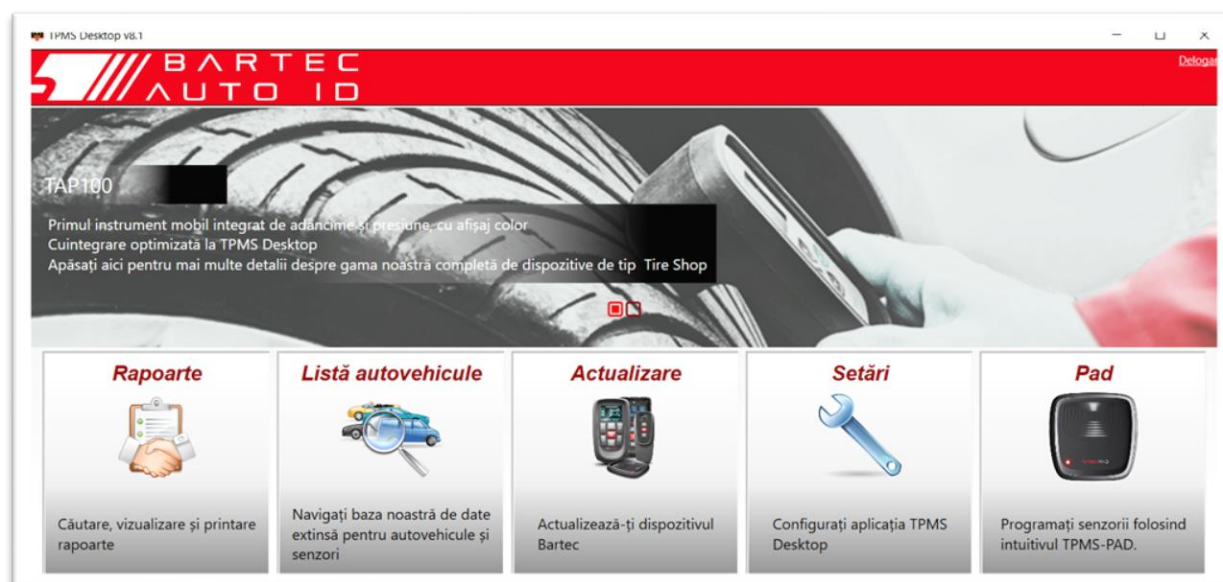 TPMS Desktop v8.1
BARTEC
AUTO ID
Delogar
TAP100
Primul instrument mobil integrat de adâncime și presiune, cu afișaj color
Cuintegrare optimizată la TPMS Desktop
Apăsați aici pentru mai multe detalii despre gama noastră completă de dispozitive de tip Tire Shop
Rapoarte
Căutare, vizualizare și printare
rapoarte
Listă autovehicule
Navigați baza noastră de date
extinsă pentru autovehicule și
senzori
Actualizare
Actualizează-ți dispozitivul
Bartec
Setări
Configurați aplicația TPMS
Desktop
Pad
Programați senzorii folosind
intuitivul TPMS-PAD.